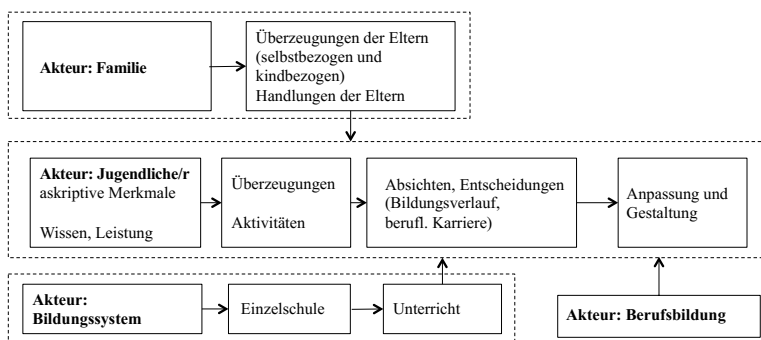 Akteur: Familie
Überzeugungen der Eltern
(selbstbezogen und
kindbezogen)
Handlungen der Eltern
Akteur: Jugendliche/r
askriptive Merkmale
Wissen, Leistung
Überzeugungen
Aktivitäten
Absichten, Entscheidungen
(Bildungsverlauf,
berufl. Karriere)
Anpassung und
Gestaltung
Akteur:
Bildungssystem
Einzelschule
Unterricht
Akteur: Berufsbildung